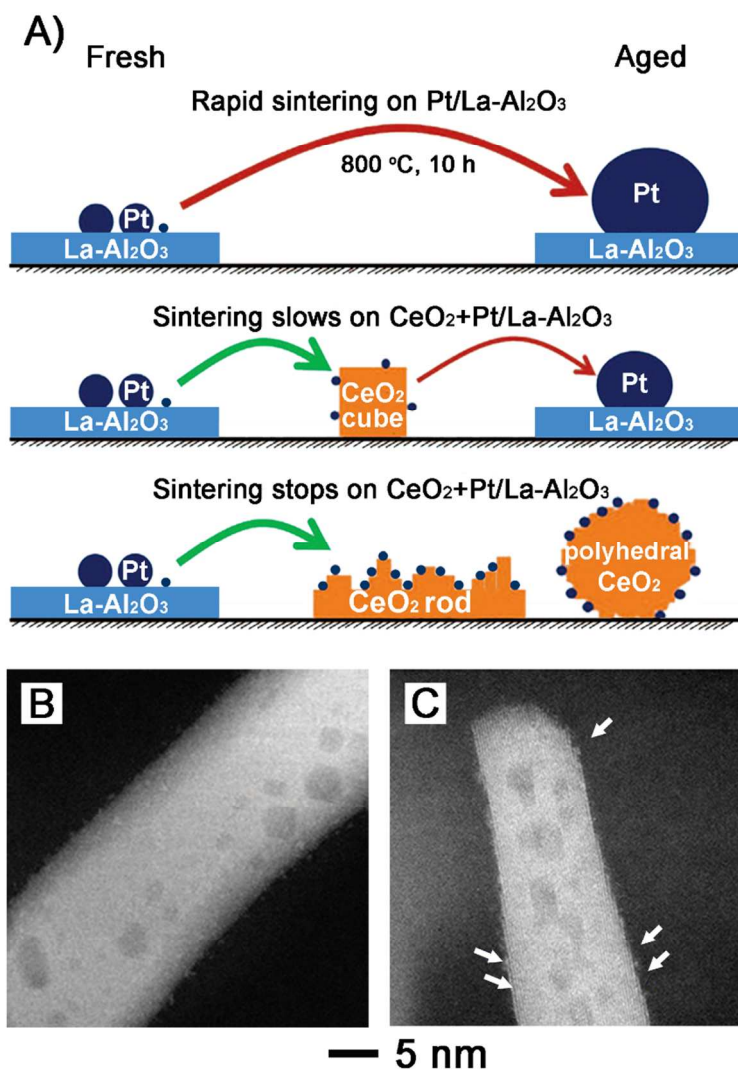 A)
Fresh
Aged
Rapid sintering on Pt/La-Al₂O₃
800 °C, 10 h
Pt
Pt
La-Al₂O₃
La-Al₂O₃
Sintering slows on CeO₂+Pt/La-Al₂O₃
Pt
CeO₂
cube
Pt
La-Al₂O₃
La-Al₂O₃
Sintering stops on CeO₂+Pt/La-Al₂O₃
Pt
La-Al₂O₃
CeO₂ rod
polyhedral
CeO₂
B
C
5 nm